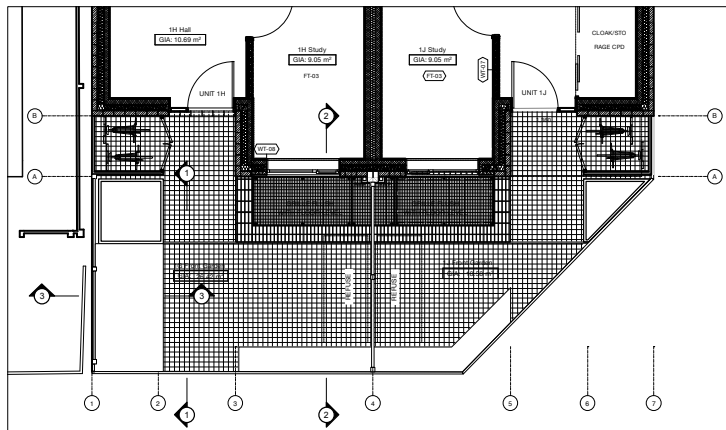 1H Hall
GIA: 10.69 m²
1H Study
GIA: 9.05 m²
FT-03
1J Study
GIA: 9.05 m²
FT-03
WT-07
CLOAK/STO
RAGE CPD
UNIT 1H
UNIT 1J
B
B
2
WT-08
A
A
1
REFUSE
REFUSE
3
3
1
2
3
4
5
6
7
1
2